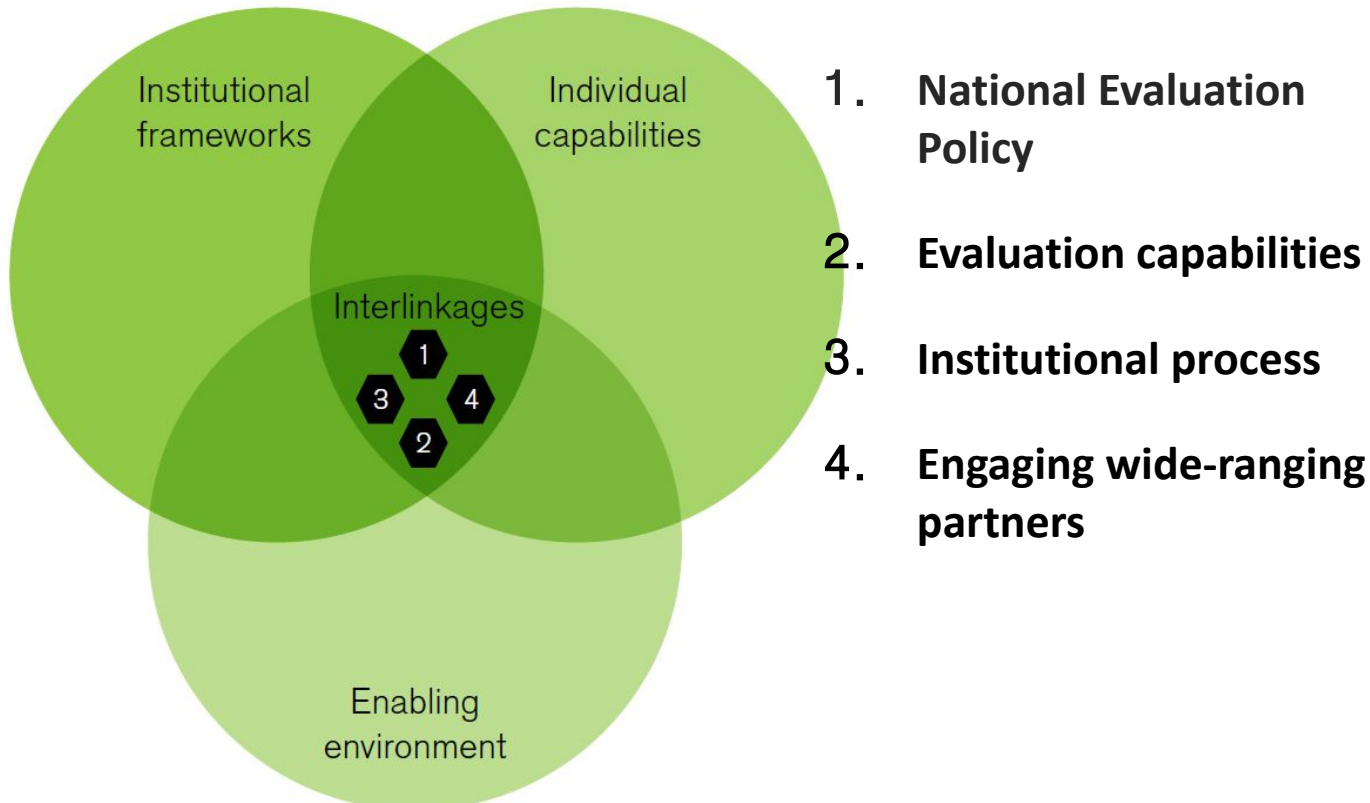 Institutional
frameworks
Individual
capabilities
Interlinkages
1
3
4
2
Enabling
environment
1. National Evaluation
Policy
2. Evaluation capabilities
3. Institutional process
4. Engaging wide-ranging
partners